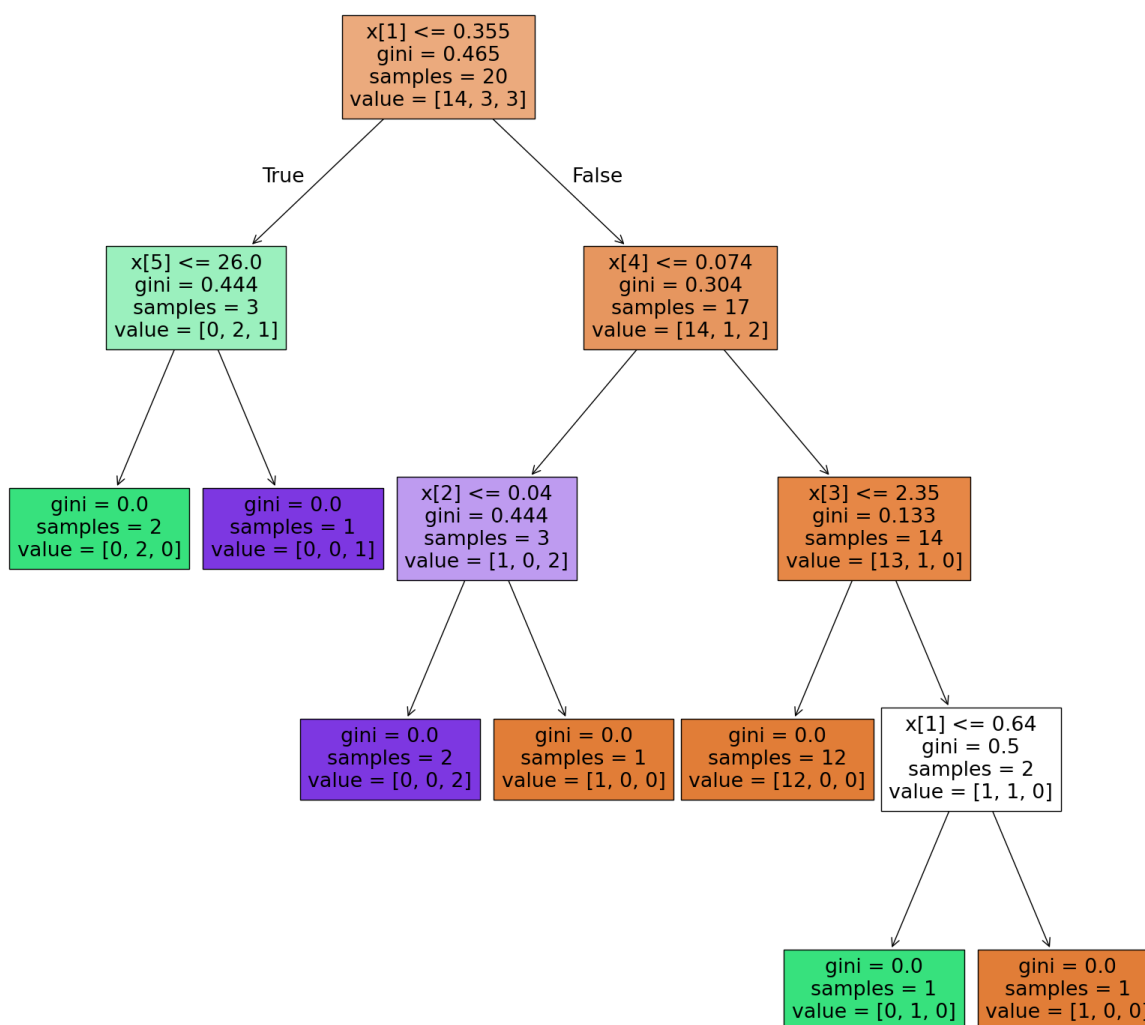 x[1] <= 0.355
gini = 0.465
samples = 20
value = [14, 3, 3]
True
False
x[5] <= 26.0
gini = 0.444
samples = 3
value = [0, 2, 1]
x[4] <= 0.074
gini = 0.304
samples = 17
value = [14, 1, 2]
gini = 0.0
samples = 2
value = [0, 2, 0]
gini = 0.0
samples = 1
value = [0, 0, 1]
x[2] <= 0.04
gini = 0.444
samples = 3
value = [1, 0, 2]
x[3] <= 2.35
gini = 0.133
samples = 14
value = [13, 1, 0]
gini = 0.0
samples = 2
value = [0, 0, 2]
gini = 0.0
samples = 1
value = [1, 0, 0]
gini = 0.0
samples = 12
value = [12, 0, 0]
x[1] <= 0.64
gini = 0.5
samples = 2
value = [1, 1, 0]
gini = 0.0
samples = 1
value = [0, 1, 0]
gini = 0.0
samples = 1
value = [1, 0, 0]